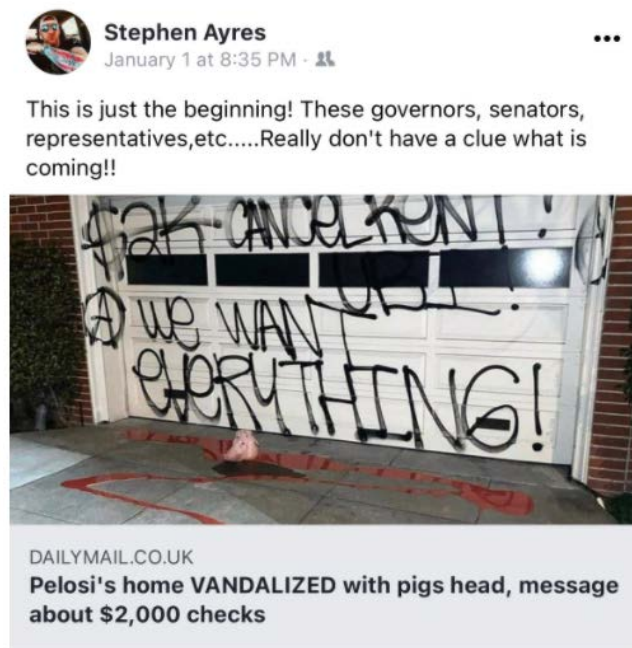 Stephen Ayres
January 1 at 8:35 PM ·
This is just the beginning! These governors, senators,
representatives,etc.....Really don't have a clue what is
coming!!
$2K CANCEL RENT!
UBI!
Ⓐ WE WANT
EVERYTHING!
DAILYMAIL.CO.UK
Pelosi's home VANDALIZED with pigs head, message
about $2,000 checks